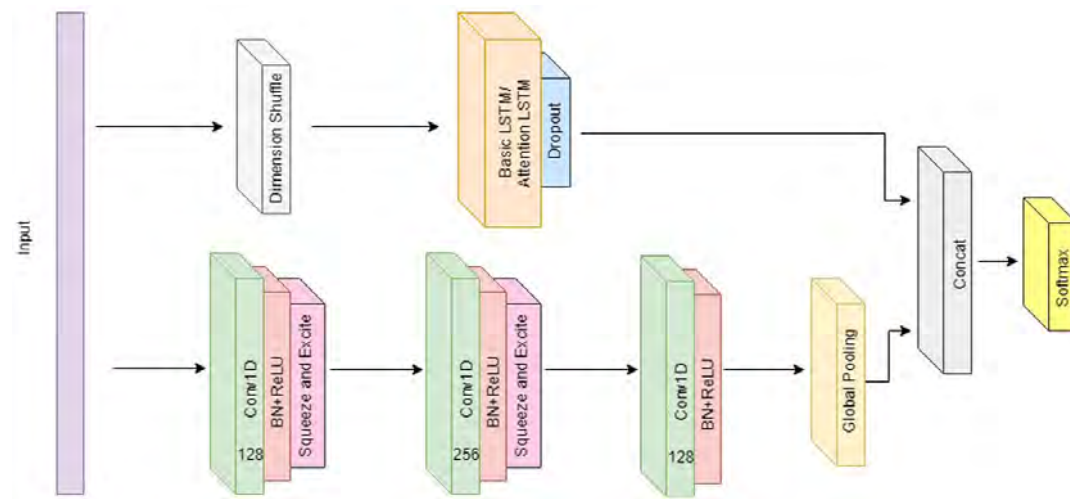 Input
Dimension Shuffle
Basic LSTM/
Attention LSTM
Dropout
Conv1D
128
BN+ReLU
Squeeze and Excite
Conv1D
256
BN+ReLU
Squeeze and Excite
Conv1D
128
BN+ReLU
Global Pooling
Concat
Softmax